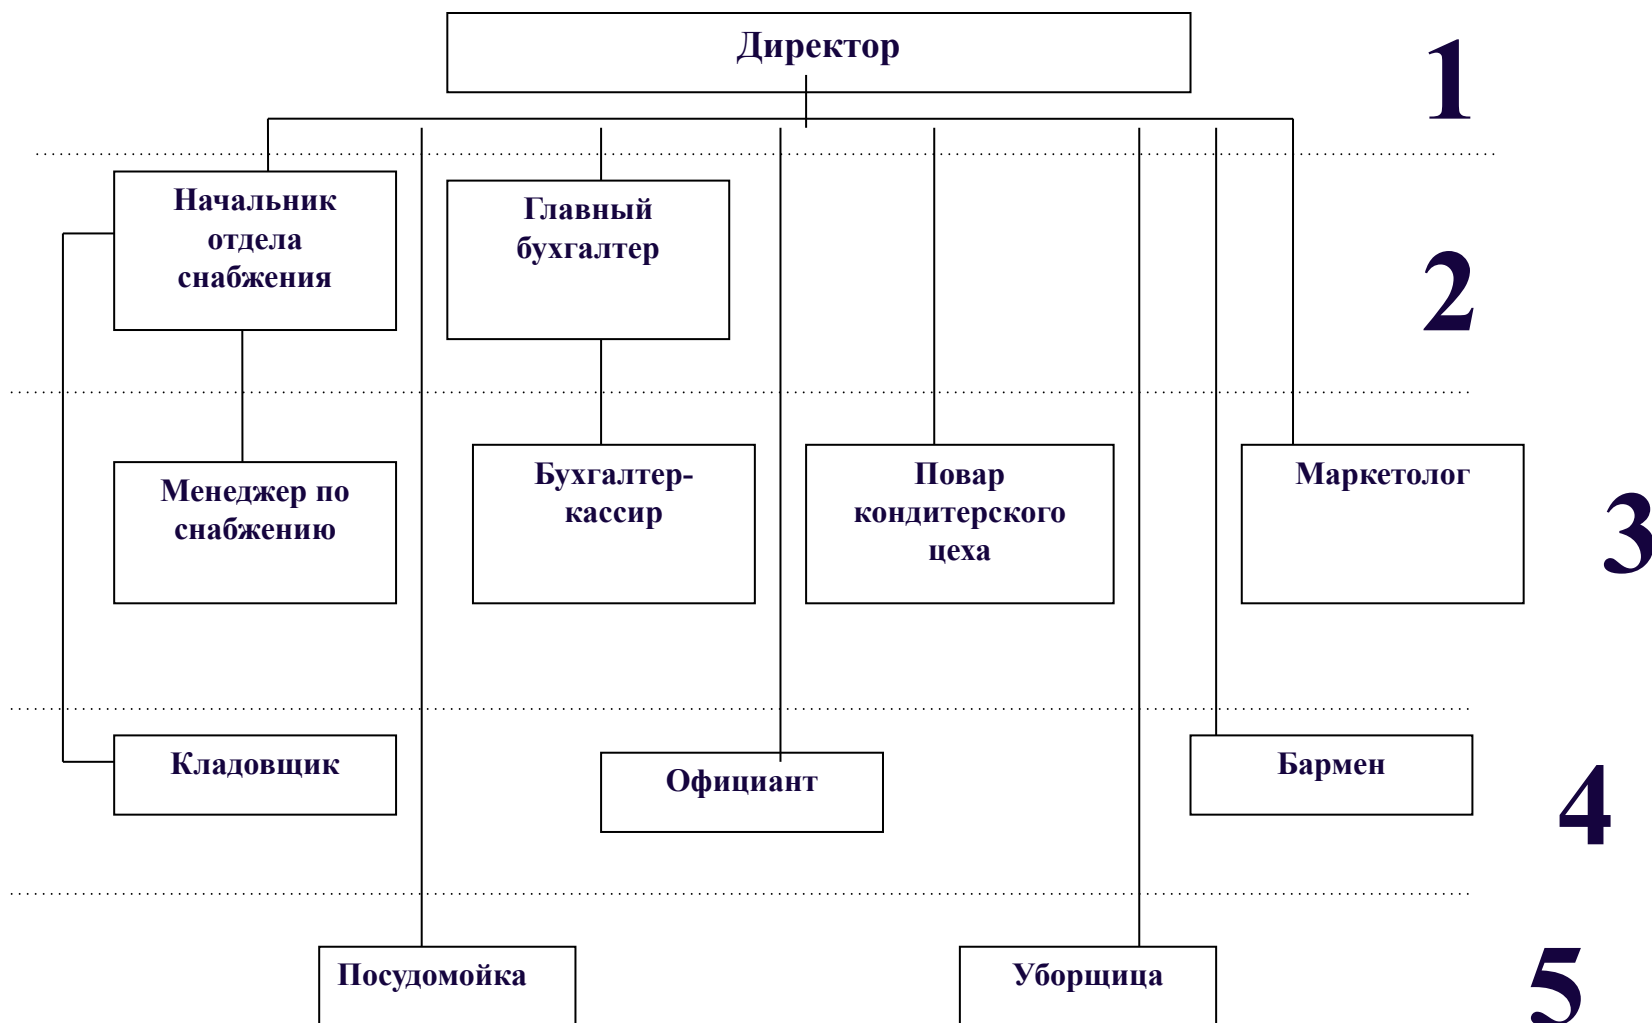 Директор
1
Начальник
отдела
снабжения
Главный
бухгалтер
2
Менеджер по
снабжению
Бухгалтер-
кассир
Повар
кондитерского
цеха
Маркетолог
3
Кладовщик
Официант
Бармен
4
Посудомойка
Уборщица
5